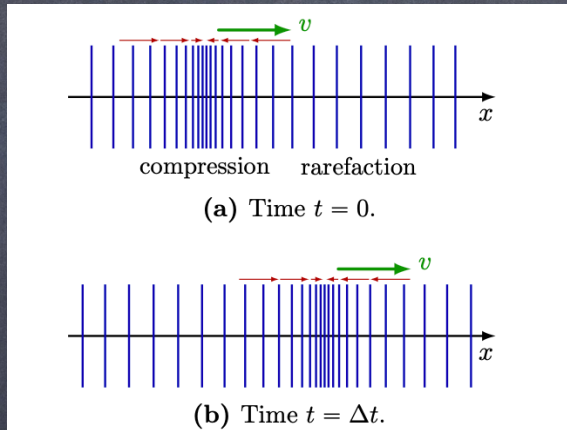 v
x
compression rarefaction
(a) Time t = 0.
v
x
(b) Time t = Δt.